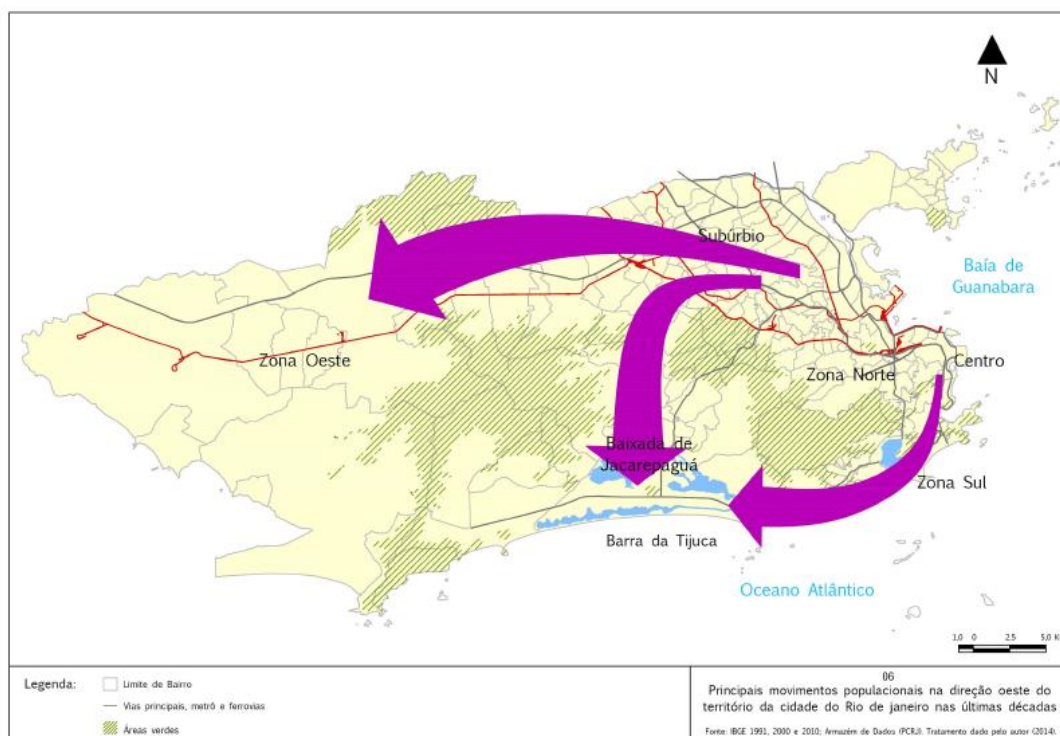 N
Subúrbio
Baía de
Guanabara
Zona Oeste
Zona Norte
Centro
Baixada de
Jacarepaguá
Zona Sul
Barra da Tijuca
Oceano Atlântico
1,0 0 2,5 5,0 K
Legenda:
Limite de Bairro
Vias principais, metrô e ferrovias
Áreas verdes
06
Principais movimentos populacionais na direção oeste do
território da cidade do Rio de janeiro nas últimas décadas
Fonte: IBGE 1991, 2000 e 2010; Armazém de Dados (PCRJ). Tratamento dado pelo autor (2014).